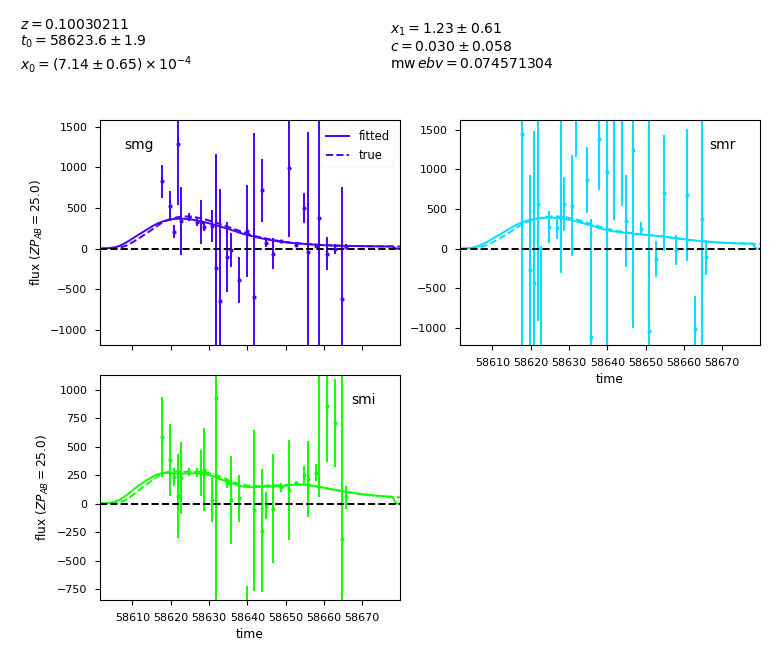 z = 0.10030211
t₀ = 58623.6 ± 1.9
x₀ = (7.14 ± 0.65) × 10⁻⁴
x₁ = 1.23 ± 0.61
c = 0.030 ± 0.058
mw ebv = 0.074571304
smg
fitted
true
1500
1000
500
0
−500
−1000
flux (ZP_AB = 25.0)
smr
1500
1000
500
0
−500
−1000
58610 58620 58630 58640 58650 58660 58670
time
smi
1000
750
500
250
0
−250
−500
−750
flux (ZP_AB = 25.0)
58610 58620 58630 58640 58650 58660 58670
time